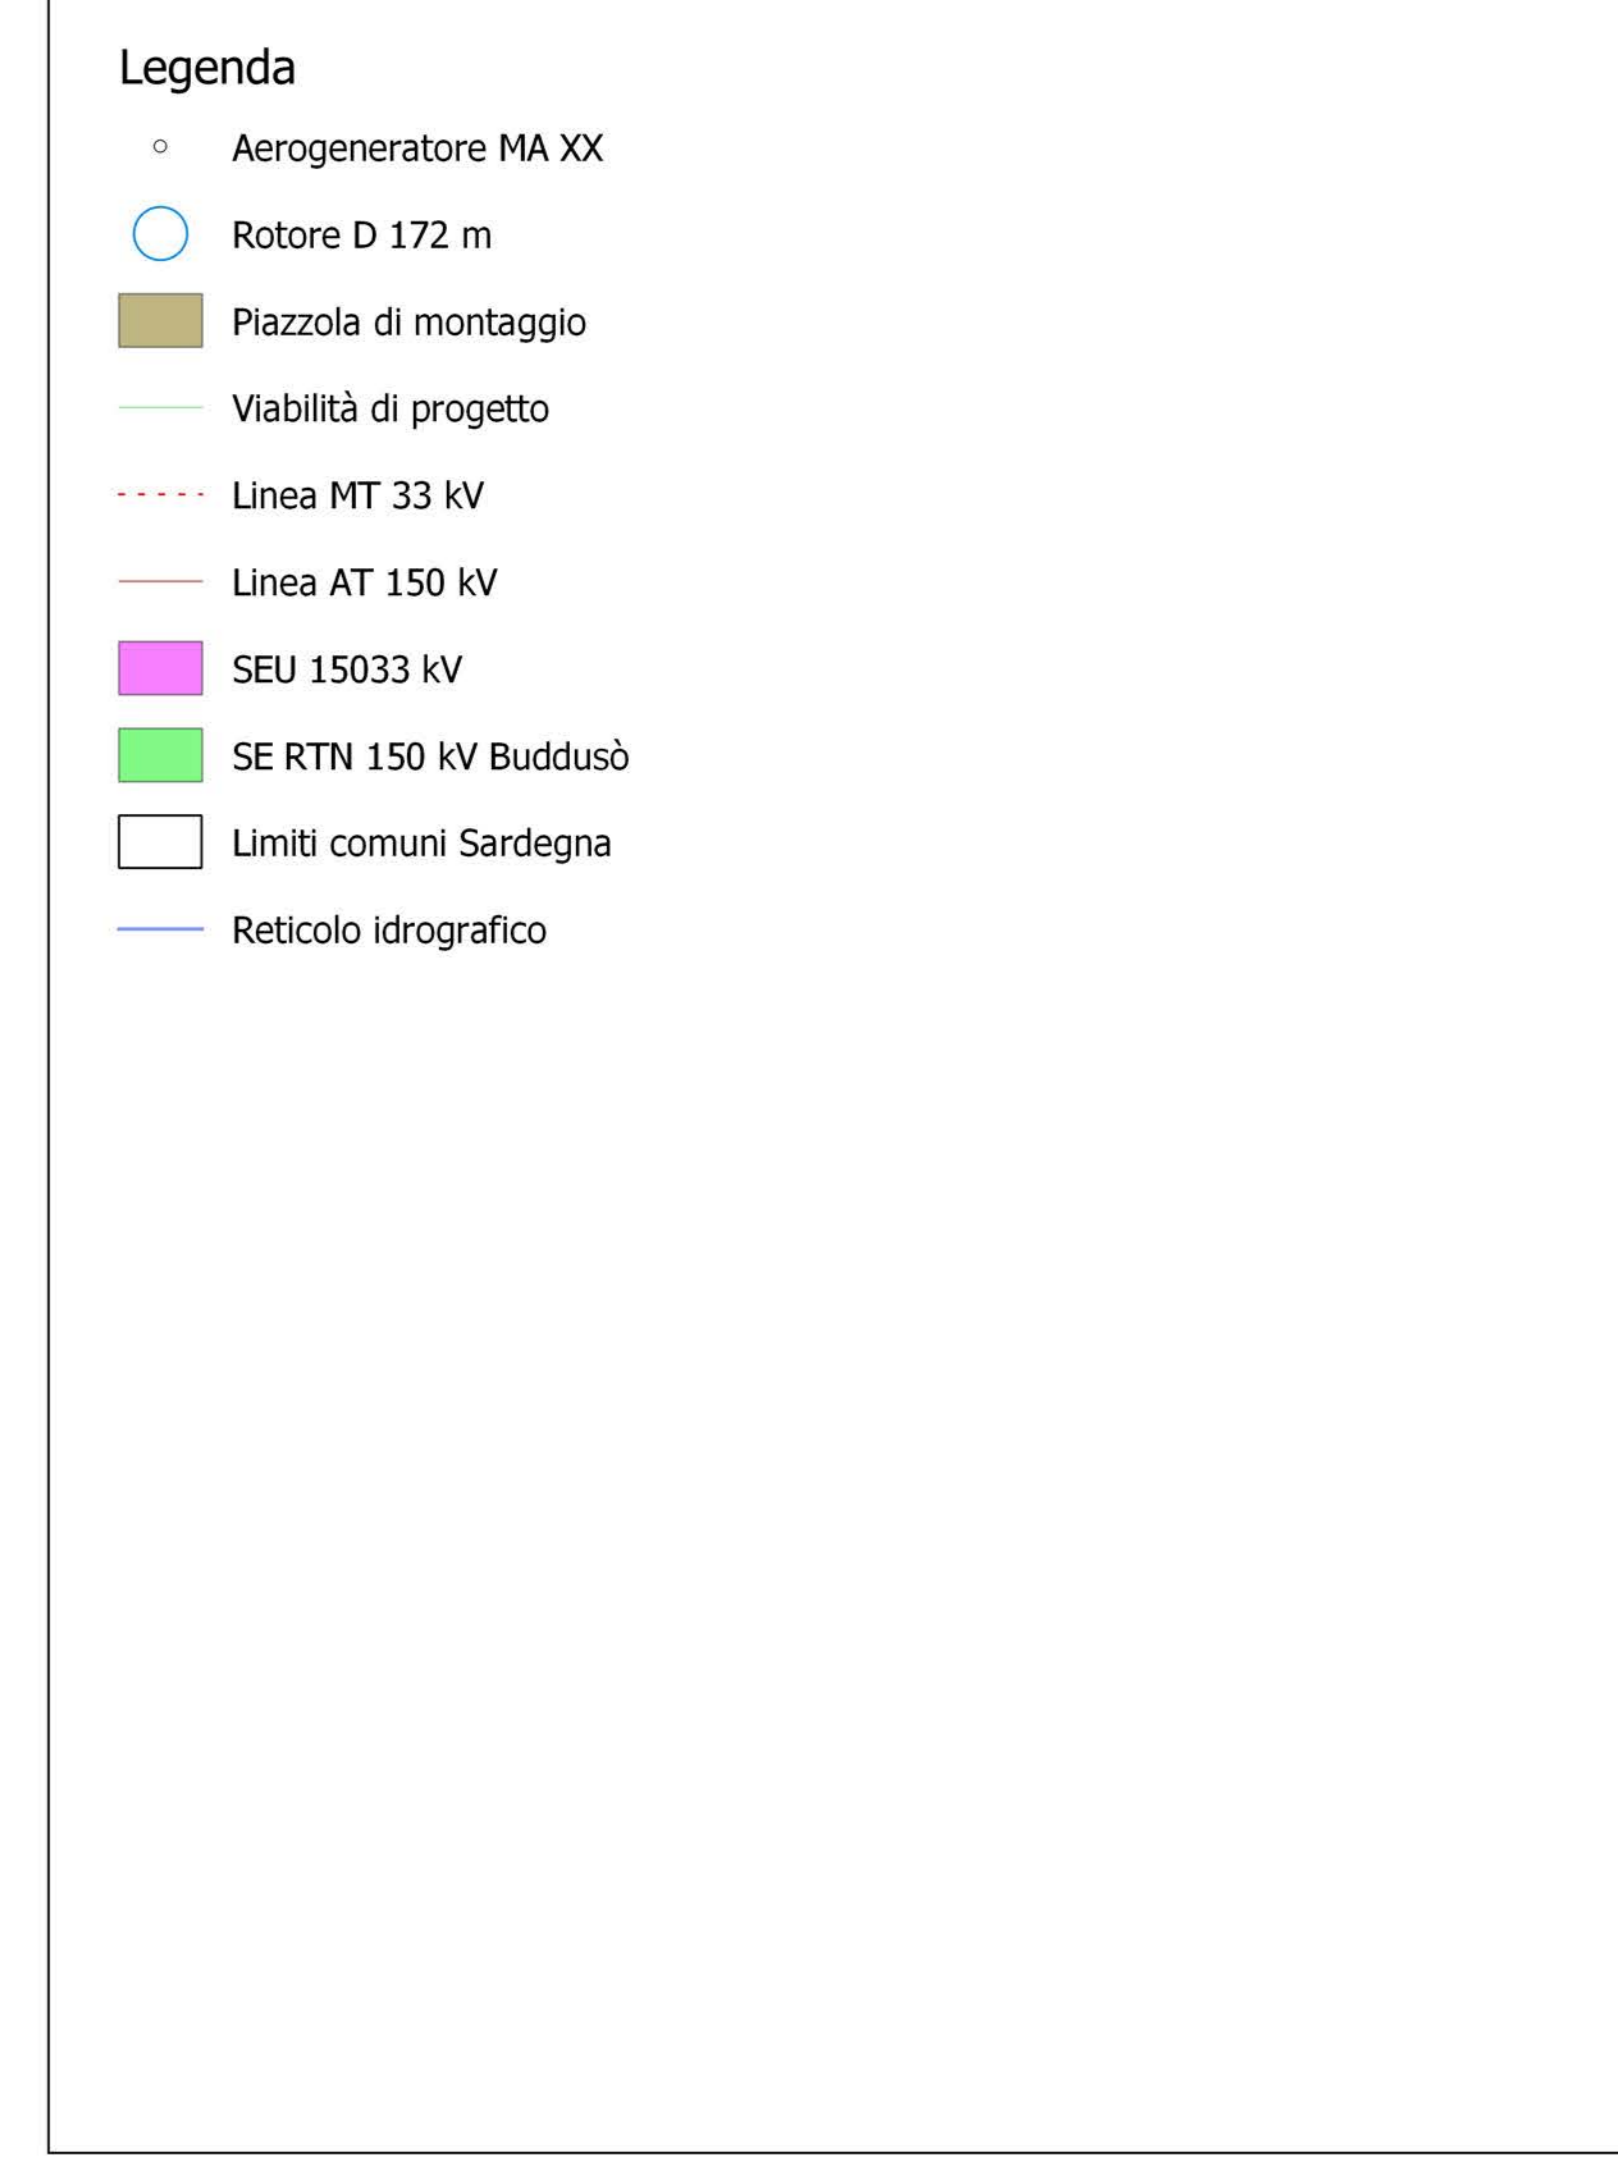 Legenda
Aerogeneratore MA XX
Rotore D 172 m
Piazzola di montaggio
Viabilità di progetto
Linea MT 33 kV
Linea AT 150 kV
SEU 15033 kV
SE RTN 150 kV Buddusò
Limiti comuni Sardegna
Reticolo idrografico